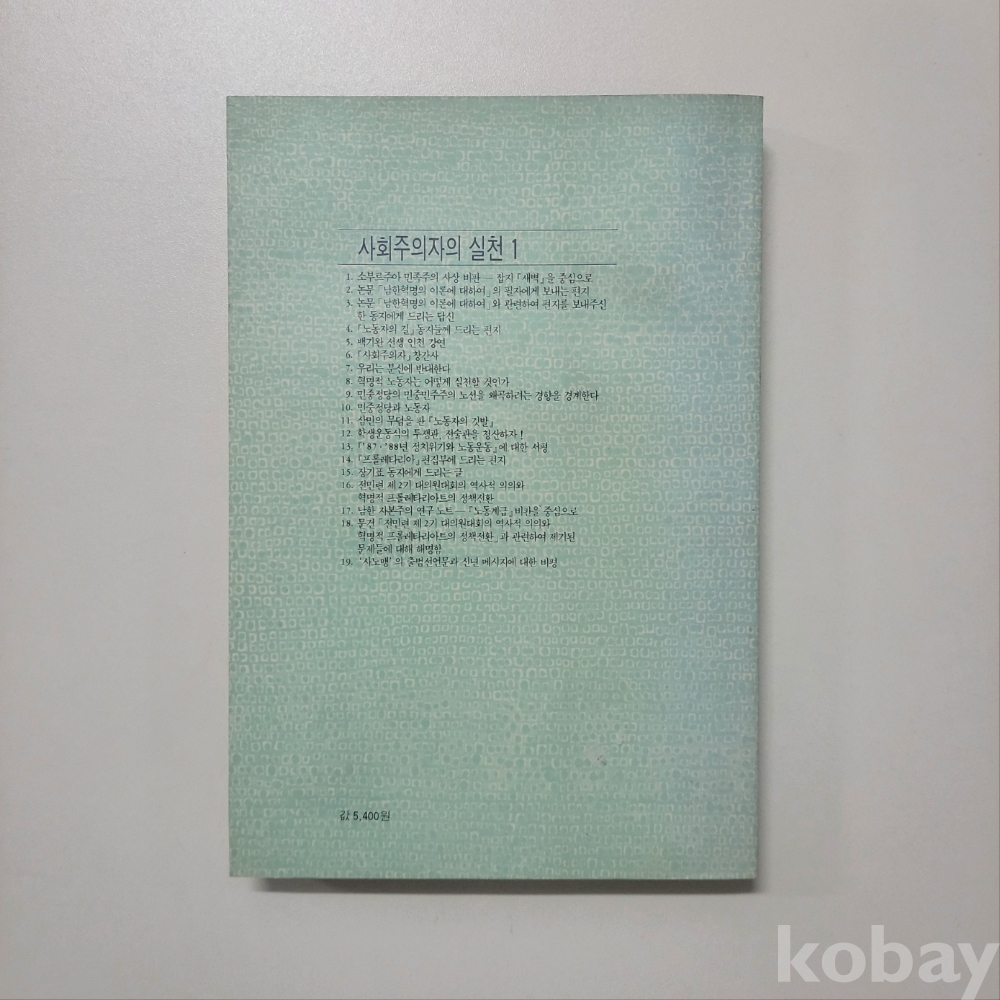 사회주의자의 실천 1
1. 소부르주아 민족주의 사상 비판 — 잡지 「새벽」을 중심으로
2. 논문 「남한혁명의 이론에 대하여」의 필자에게 보내는 편지
3. 논문 「남한혁명의 이론에 대하여」와 관련하여 편지를 보내주신
한 동지에게 드리는 답신
4. 「노동자의 길」 동지들께 드리는 편지
5. 백기완 선생 인천 강연
6. 「사회주의자」 창간사
7. 우리는 분신에 반대한다
8. 혁명적 노동자는 어떻게 실천할 것인가
9. 민중정당의 민중민주주의 노선을 왜곡하려는 경향을 경계한다
10. 민중정당과 노동자
11. 삼민의 무덤을 판 「노동자의 깃발」
12. 학생운동식의 투쟁관, 전술관을 청산하자!
13. 「'87·'88년 정치위기와 노동운동」에 대한 서평
14. 「프롤레타리아」 편집부에 드리는 편지
15. 장기표 동지에게 드리는 글
16. 전민련 제2기 대의원대회의 역사적 의의와
혁명적 프롤레타리아트의 정책전환
17. 남한 자본주의 연구 노트 — 「노동계급」 비판을 중심으로
18. 물건 「전민련 제2기 대의원대회의 역사적 의의와
혁명적 프롤레타리아트의 정책전환」과 관련하여 제기된
문제들에 대해 해명함
19. '사노맹'의 출범선언문과 신년 메시지에 대한 비평
값 5,400원
kobay